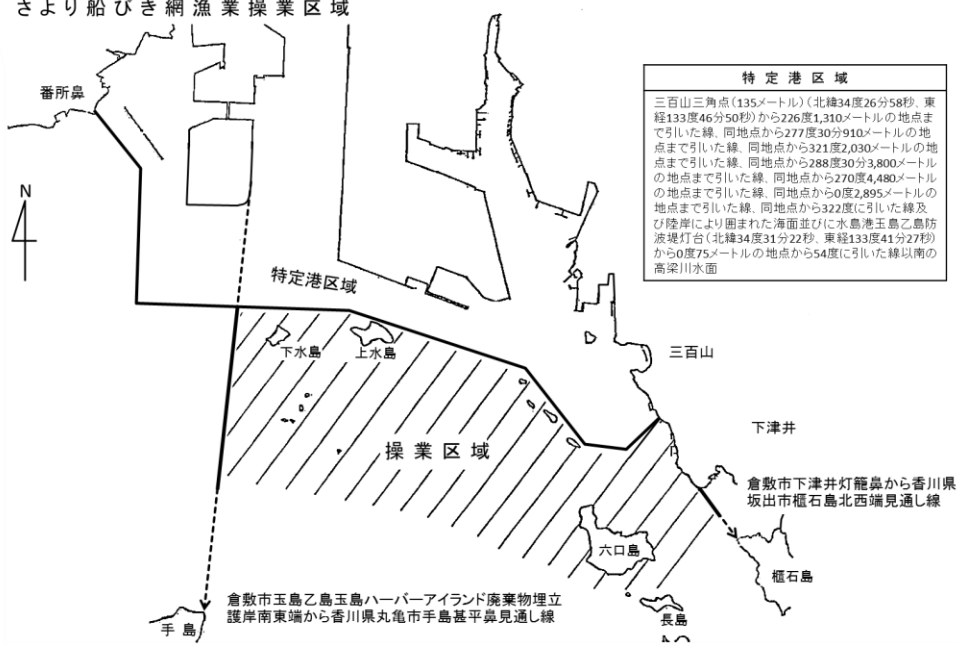 さより船びき網漁業操業区域
番所鼻
N
特定港区域
三百山三角点(135メートル)(北緯34度26分58秒、東
経133度46分50秒)から226度1,310メートルの地点ま
で引いた線、同地点から277度30分910メートルの地
点まで引いた線、同地点から321度2,030メートルの地
点まで引いた線、同地点から288度30分3,800メートル
の地点まで引いた線、同地点から270度4,480メートル
の地点まで引いた線、同地点から0度2,895メートルの
地点まで引いた線、同地点から322度に引いた線及
び陸岸により囲まれた海面並びに水島港玉島乙島防
波堤灯台(北緯34度31分22秒、東経133度41分27秒)
から0度75メートルの地点から54度に引いた線以南の
高梁川水面
特定港区域
下水島
上水島
三百山
下津井
操業区域
倉敷市下津井灯籠鼻から香川県
坂出市櫃石島北西端見通し線
六口島
櫃石島
倉敷市玉島乙島玉島ハーバーアイランド廃棄物埋立
護岸南東端から香川県丸亀市手島甚平鼻見通し線
手島
長島